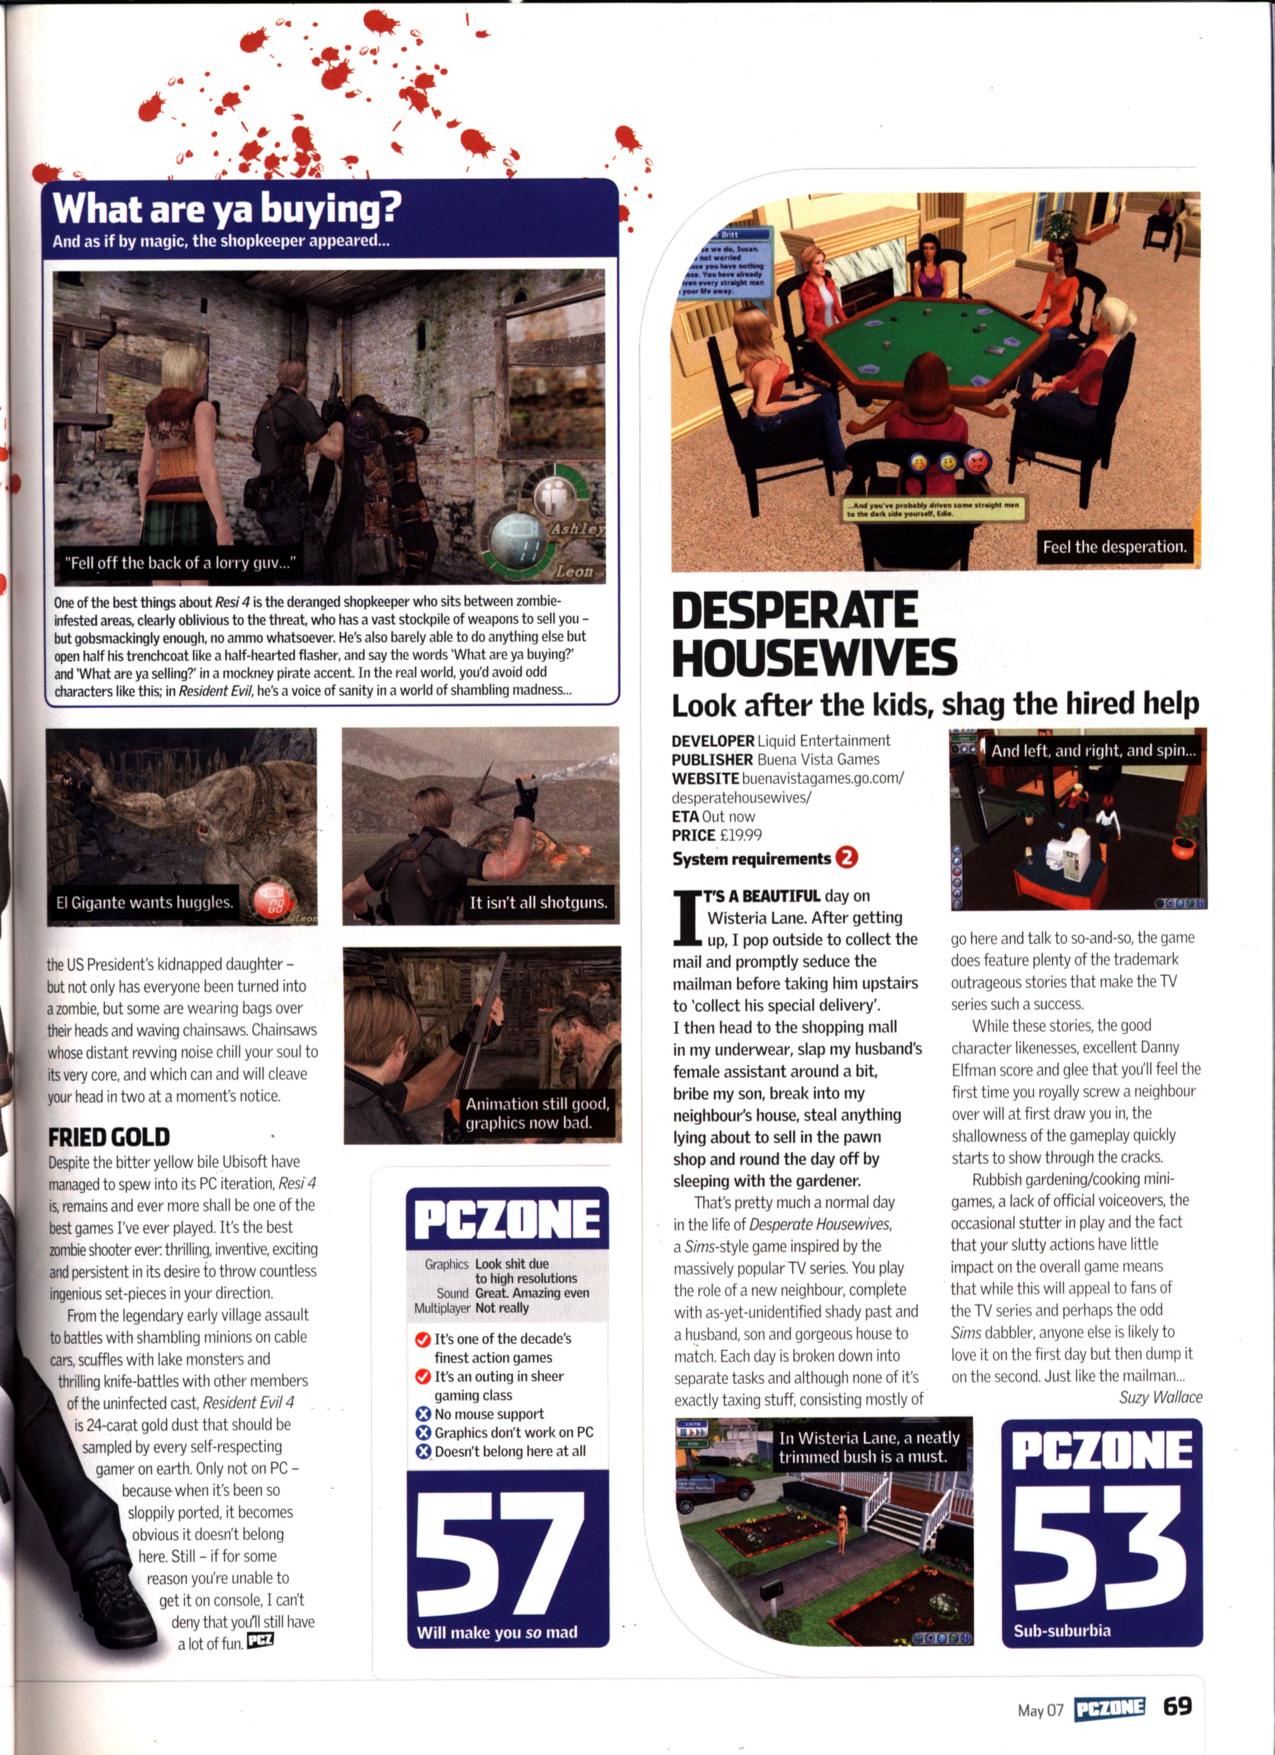 What are ya buying?
And as if by magic, the shopkeeper appeared...
Ashley
Leon
"Fell off the back of a lorry guv..."
One of the best things about Resi 4 is the deranged shopkeeper who sits between zombie-
infested areas, clearly oblivious to the threat, who has a vast stockpile of weapons to sell you –
but gobsmackingly enough, no ammo whatsoever. He's also barely able to do anything else but
open half his trenchcoat like a half-hearted flasher, and say the words 'What are ya buying?'
and 'What are ya selling?' in a mockney pirate accent. In the real world, you'd avoid odd
characters like this; in Resident Evil, he's a voice of sanity in a world of shambling madness...
El Gigante wants huggles.
08
Leon
It isn't all shotguns.
Animation still good,
graphics now bad.
the US President's kidnapped daughter –
but not only has everyone been turned into
a zombie, but some are wearing bags over
their heads and waving chainsaws. Chainsaws
whose distant revving noise chill your soul to
its very core, and which can and will cleave
your head in two at a moment's notice.
FRIED GOLD
Despite the bitter yellow bile Ubisoft have
managed to spew into its PC iteration, Resi 4
is, remains and ever more shall be one of the
best games I've ever played. It's the best
zombie shooter ever: thrilling, inventive, exciting
and persistent in its desire to throw countless
ingenious set-pieces in your direction.
From the legendary early village assault
to battles with shambling minions on cable
cars, scuffles with lake monsters and
thrilling knife-battles with other members
of the uninfected cast, Resident Evil 4
is 24-carat gold dust that should be
sampled by every self-respecting
gamer on earth. Only not on PC –
because when it's been so
sloppily ported, it becomes
obvious it doesn't belong
here. Still – if for some
reason you're unable to
get it on console, I can't
deny that you'll still have
a lot of fun. PCZ
PCZONE
Graphics Look shit due
to high resolutions
Sound Great. Amazing even
Multiplayer Not really
It's one of the decade's
finest action games
It's an outing in sheer
gaming class
No mouse support
Graphics don't work on PC
Doesn't belong here at all
57
Will make you so mad
Britt
se we do, Susan.
not worried
use you have nothing
ose. You have already
ven every straight man
your life away.
...And you've probably driven some straight men
to the dark side yourself, Edie.
Feel the desperation.
DESPERATE
HOUSEWIVES
Look after the kids, shag the hired help
DEVELOPER Liquid Entertainment
PUBLISHER Buena Vista Games
WEBSITE buenavistagames.go.com/
desperatehousewives/
ETA Out now
PRICE £19.99
System requirements 2
IT'S A BEAUTIFUL day on
Wisteria Lane. After getting
up, I pop outside to collect the
mail and promptly seduce the
mailman before taking him upstairs
to 'collect his special delivery'.
I then head to the shopping mall
in my underwear, slap my husband's
female assistant around a bit,
bribe my son, break into my
neighbour's house, steal anything
lying about to sell in the pawn
shop and round the day off by
sleeping with the gardener.
That's pretty much a normal day
in the life of Desperate Housewives,
a Sims-style game inspired by the
massively popular TV series. You play
the role of a new neighbour, complete
with as-yet-unidentified shady past and
a husband, son and gorgeous house to
match. Each day is broken down into
separate tasks and although none of it's
exactly taxing stuff, consisting mostly of
And left, and right, and spin...
go here and talk to so-and-so, the game
does feature plenty of the trademark
outrageous stories that make the TV
series such a success.
While these stories, the good
character likenesses, excellent Danny
Elfman score and glee that you'll feel the
first time you royally screw a neighbour
over will at first draw you in, the
shallowness of the gameplay quickly
starts to show through the cracks.
Rubbish gardening/cooking mini-
games, a lack of official voiceovers, the
occasional stutter in play and the fact
that your slutty actions have little
impact on the overall game means
that while this will appeal to fans of
the TV series and perhaps the odd
Sims dabbler, anyone else is likely to
love it on the first day but then dump it
on the second. Just like the mailman...
Suzy Wallace
In Wisteria Lane, a neatly
trimmed bush is a must.
PCZONE
53
Sub-suburbia
May 07 PCZONE 69